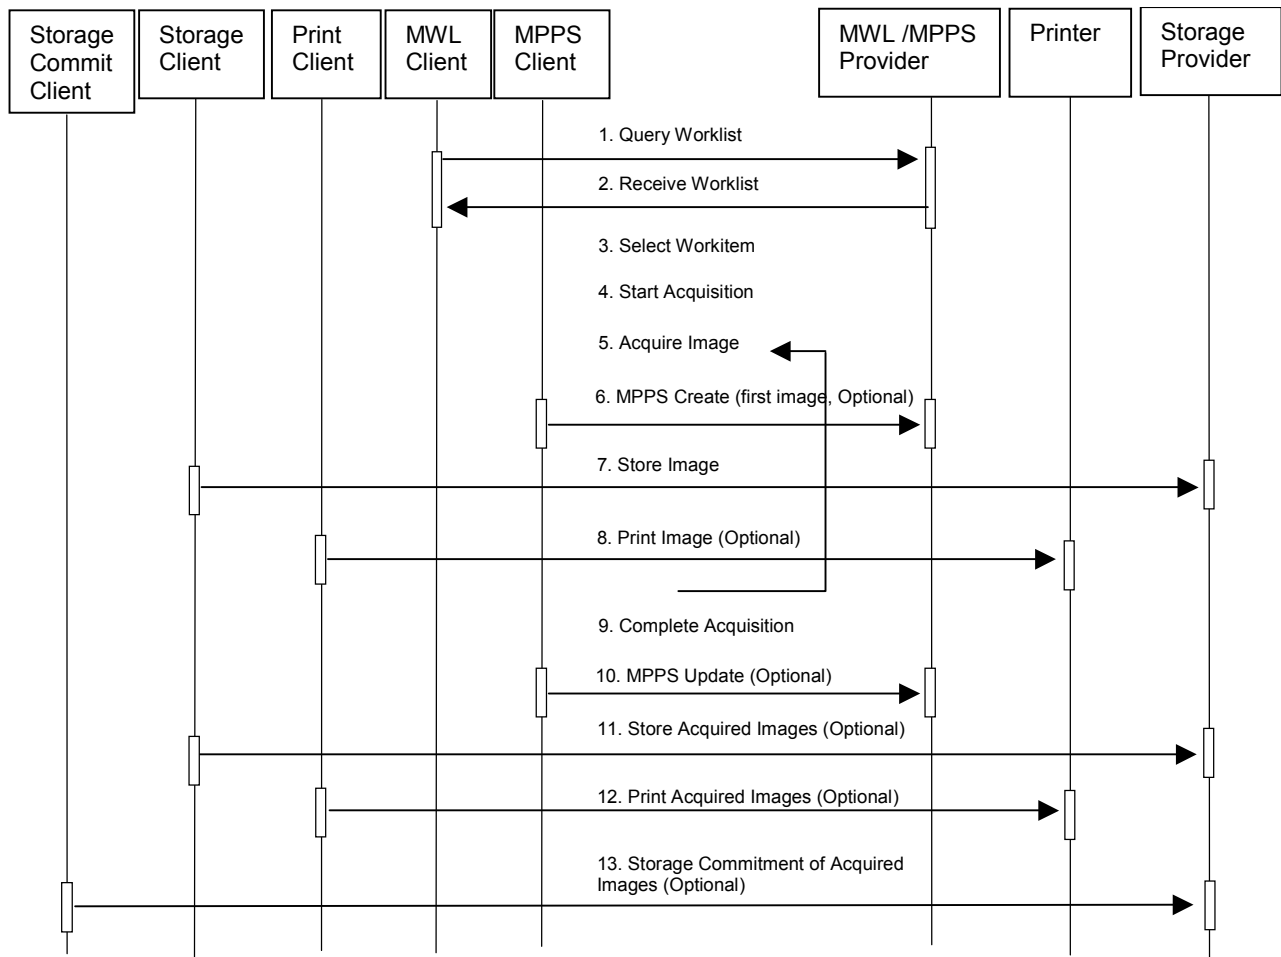 Storage
Commit
Client
Storage
Client
Print
Client
MWL
Client
MPPS
Client
MWL /MPPS
Provider
Printer
Storage
Provider
1. Query Worklist
2. Receive Worklist
3. Select Workitem
4. Start Acquisition
5. Acquire Image
6. MPPS Create (first image, Optional)
7. Store Image
8. Print Image (Optional)
9. Complete Acquisition
10. MPPS Update (Optional)
11. Store Acquired Images (Optional)
12. Print Acquired Images (Optional)
13. Storage Commitment of Acquired
Images (Optional)